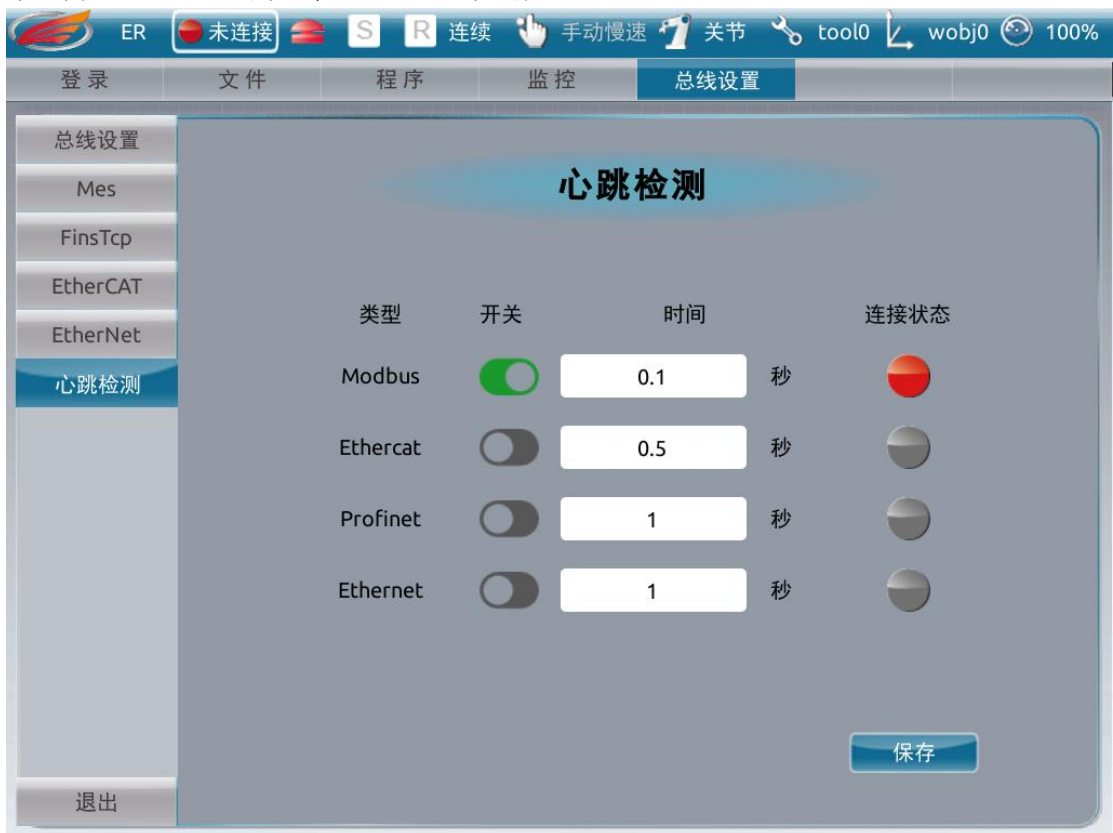 ER 未连接 S R 连续 手动慢速 关节 tool0 wobj0 100%
登录 文件 程序 监控 总线设置
总线设置
Mes
FinsTcp
EtherCAT
EtherNet
心跳检测
退出
心跳检测
类型 开关 时间 连接状态
Modbus 0.1 秒
Ethercat 0.5 秒
Profinet 1 秒
Ethernet 1 秒
保存